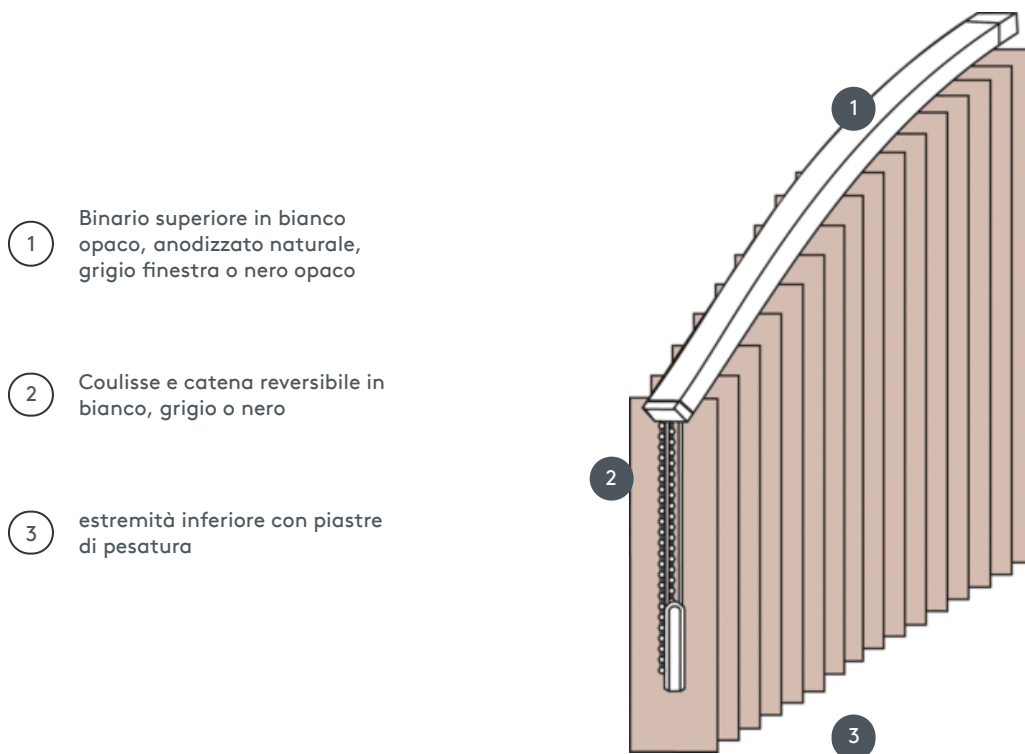 1
Binario superiore in bianco
opaco, anodizzato naturale,
grigio finestra o nero opaco
2
Coulisse e catena reversibile in
bianco, grigio o nero
3
estremità inferiore con piastre
di pesatura
1
2
3